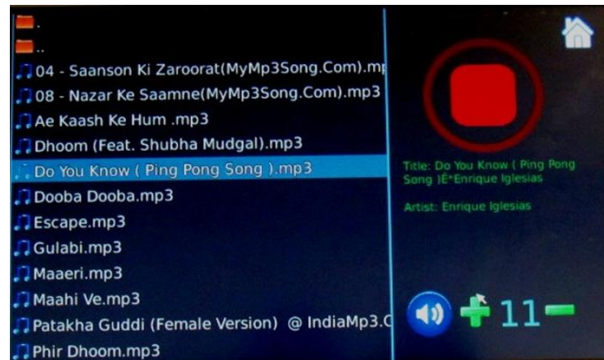 .
..
04 - Saanson Ki Zaroorat(MyMp3Song.Com).mp
08 - Nazar Ke Saamne(MyMp3Song.Com).mp3
Ae Kaash Ke Hum .mp3
Dhoom (Feat. Shubha Mudgal).mp3
Do You Know ( Ping Pong Song ).mp3
Dooba Dooba.mp3
Escape.mp3
Gulabi.mp3
Maaeri.mp3
Maahi Ve.mp3
Patakha Guddi (Female Version) @ IndiaMp3.C
Phir Dhoom.mp3
Title: Do You Know ( Ping Pong
Song )É*Enrique Iglesias
Artist: Enrique Iglesias
11